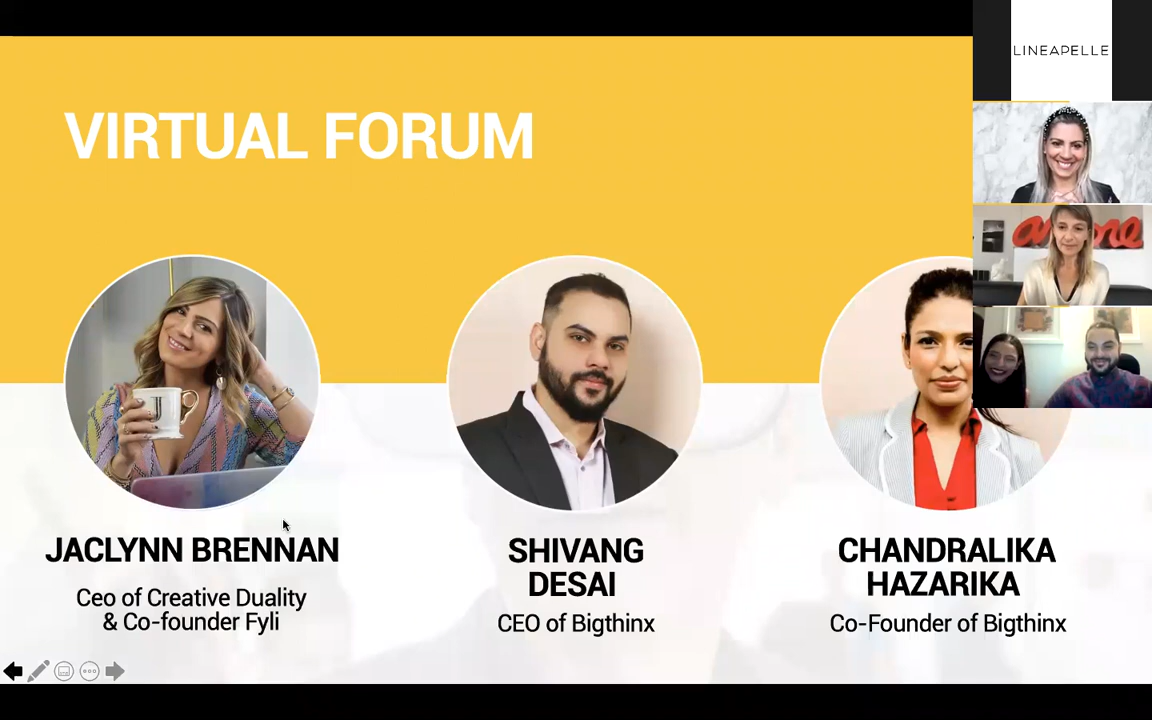 VIRTUAL FORUM
LINEAPELLE
JACLYNN BRENNAN
Ceo of Creative Duality
& Co-founder Fyli
SHIVANG
DESAI
CEO of Bigthinx
CHANDRALIKA
HAZARIKA
Co-Founder of Bigthinx